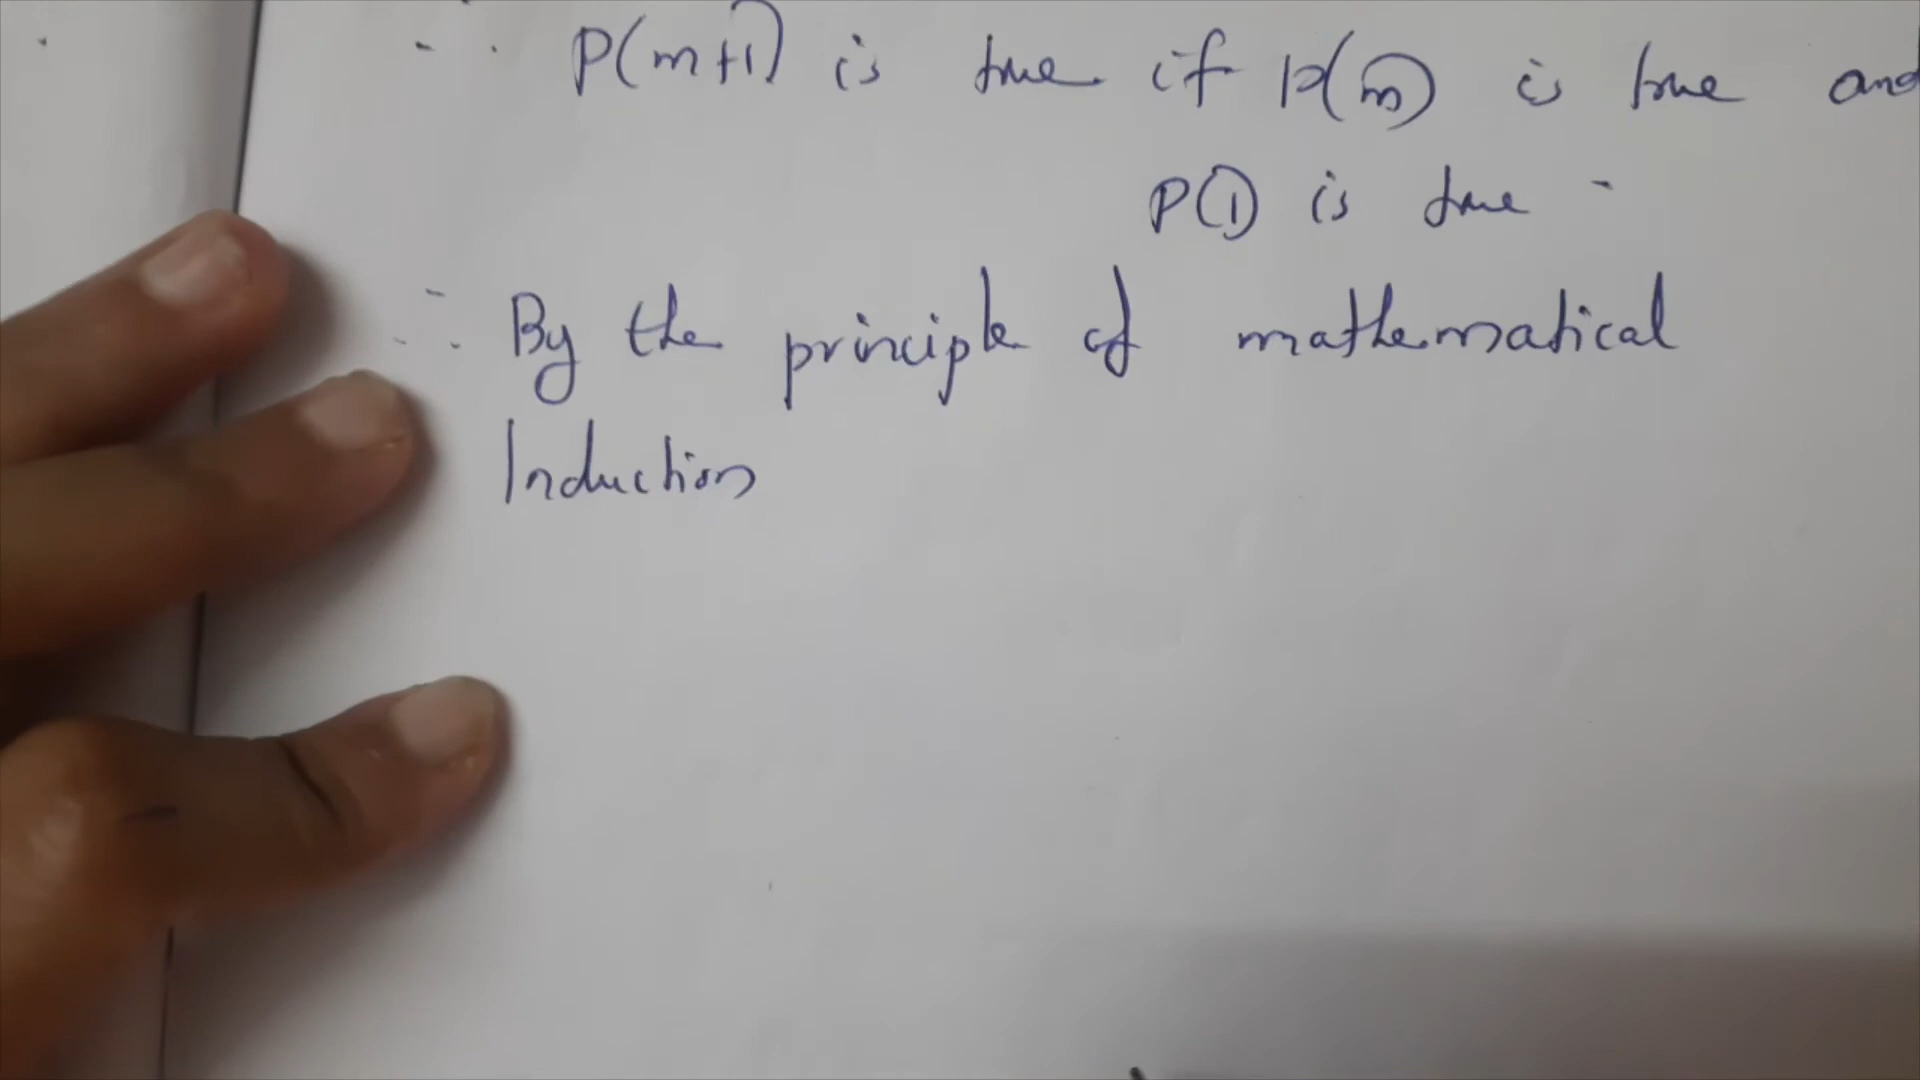 ∴ P(m+1) is true if P(m) is true and
P(1) is true.
∴ By the principle of mathematical
Induction